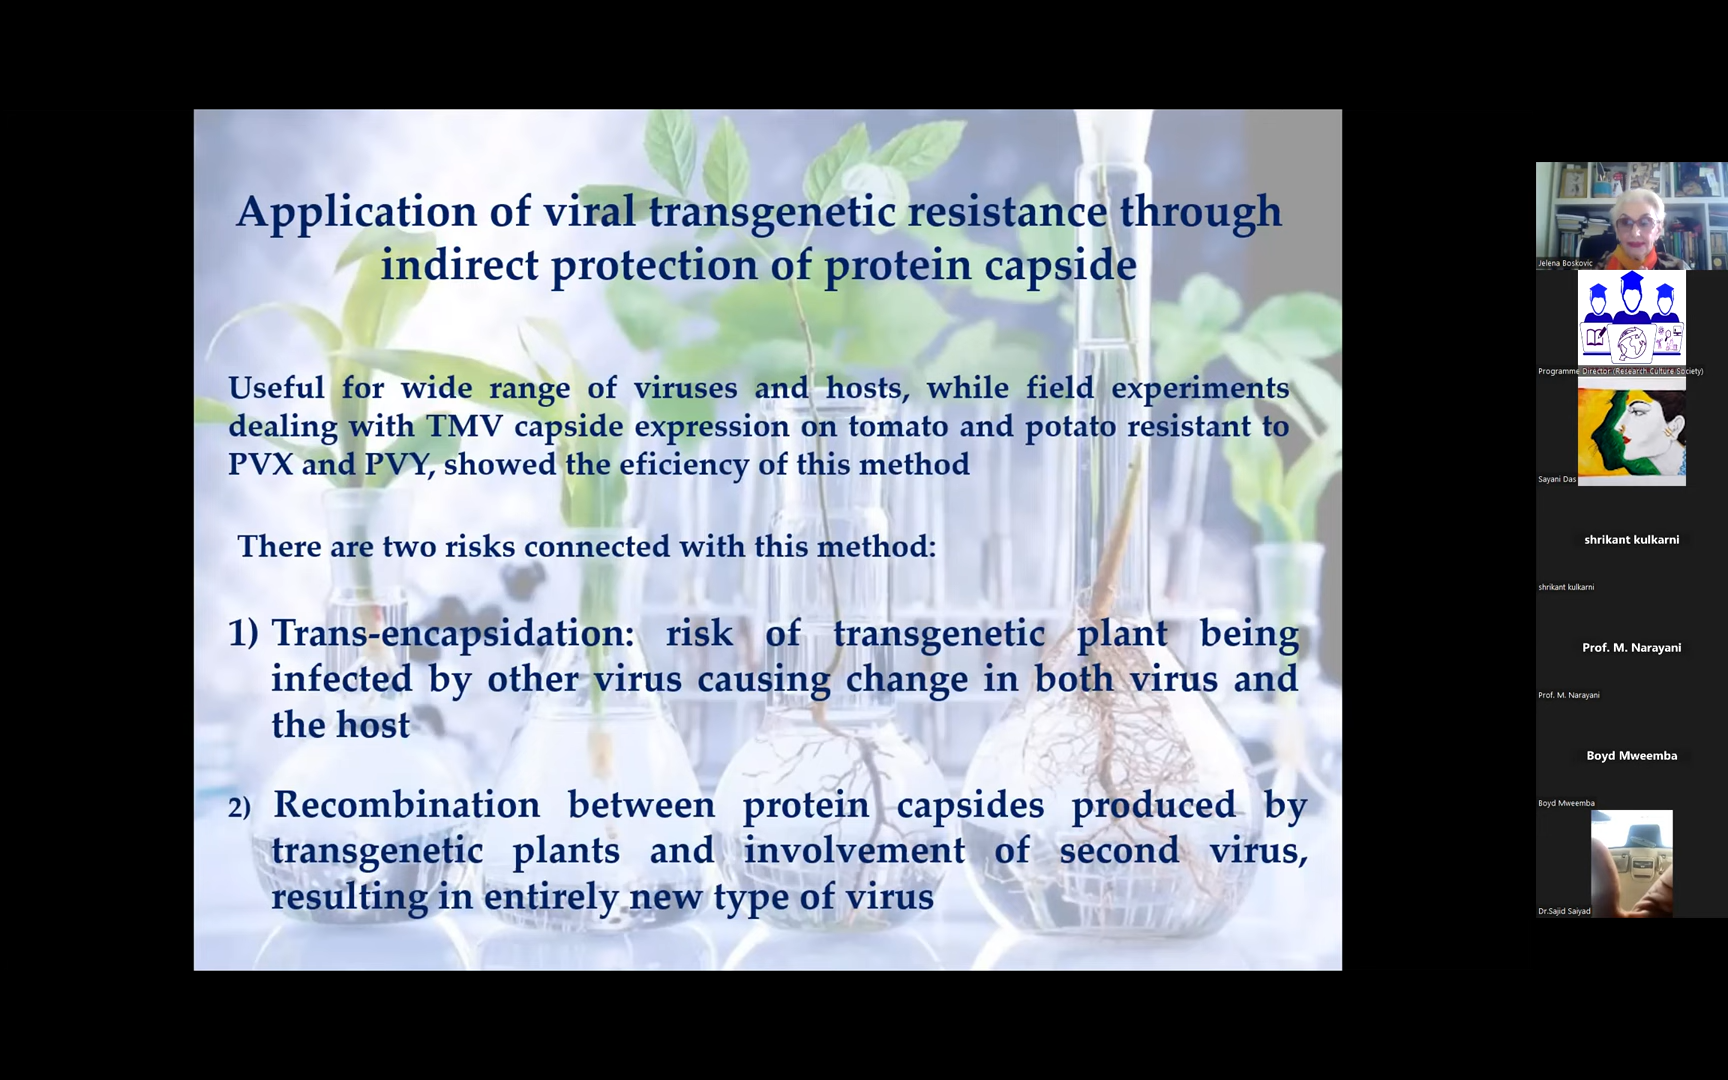 Application of viral transgenetic resistance through
indirect protection of protein capside
Useful for wide range of viruses and hosts, while field experiments
dealing with TMV capside expression on tomato and potato resistant to
PVX and PVY, showed the eficiency of this method
There are two risks connected with this method:
1) Trans-encapsidation: risk of transgenetic plant being
infected by other virus causing change in both virus and
the host
2) Recombination between protein capsides produced by
transgenetic plants and involvement of second virus,
resulting in entirely new type of virus
Jelena Boskovic
Programme Director (Research Culture Society)
Sayani Das
shrikant kulkarni
shrikant kulkarni
Prof. M. Narayani
Prof. M. Narayani
Boyd Mweemba
Boyd Mweemba
Dr.Sajid Saiyad